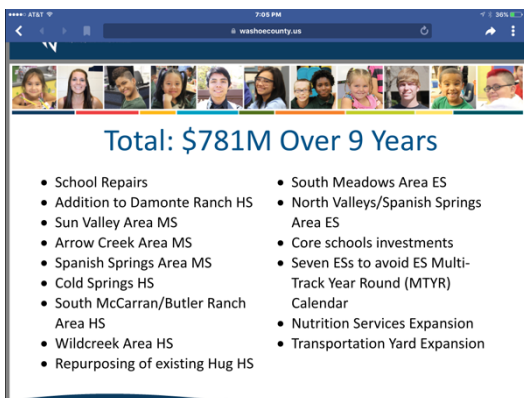 AT&T
7:05 PM
36%
washoecounty.us
Total: $781M Over 9 Years
• School Repairs
• Addition to Damonte Ranch HS
• Sun Valley Area MS
• Arrow Creek Area MS
• Spanish Springs Area MS
• Cold Springs HS
• South McCarran/Butler Ranch
Area HS
• Wildcreek Area HS
• Repurposing of existing Hug HS
• South Meadows Area ES
• North Valleys/Spanish Springs
Area ES
• Core schools investments
• Seven ESs to avoid ES Multi-
Track Year Round (MTYR)
Calendar
• Nutrition Services Expansion
• Transportation Yard Expansion